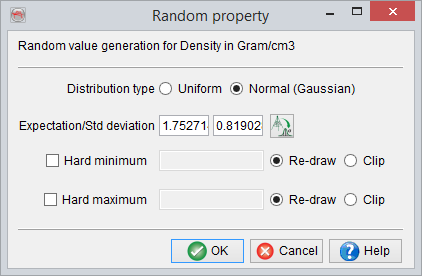 Random property
Random value generation for Density in Gram/cm3
Distribution type Uniform Normal (Gaussian)
Expectation/Std deviation 1.75271 0.81902
Hard minimum Re-draw Clip
Hard maximum Re-draw Clip
OK Cancel Help